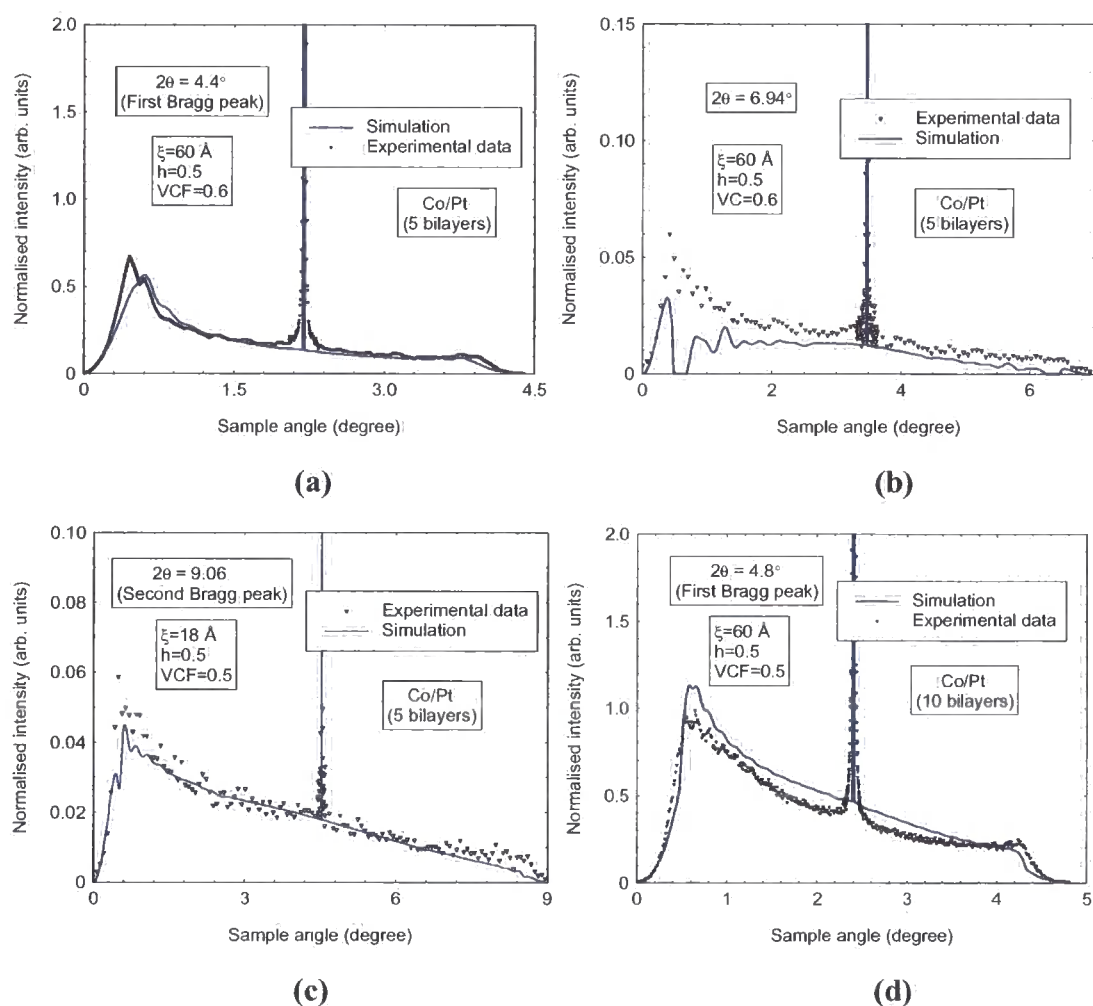 2.0
1.5
1.0
0.5
0
Normalised intensity (arb. units)
2θ = 4.4°
(First Bragg peak)
ξ=60 Å
h=0.5
VCF=0.6
Simulation
Experimental data
Co/Pt
(5 bilayers)
0 1.5 3.0 4.5
Sample angle (degree)
(a)
0.15
0.10
0.05
0
Normalised intensity (arb. units)
2θ = 6.94°
ξ=60 Å
h=0.5
VC=0.6
Experimental data
Simulation
Co/Pt
(5 bilayers)
0 2 4 6
Sample angle (degree)
(b)
0.10
0.08
0.06
0.04
0.02
0
Normalised intensity (arb. units)
2θ = 9.06
(Second Bragg peak)
ξ=18 Å
h=0.5
VCF=0.5
Experimental data
Simulation
Co/Pt
(5 bilayers)
0 3 6 9
Sample angle (degree)
(c)
2.0
1.5
1.0
0.5
0
Normalised intensity (arb. units)
2θ = 4.8°
(First Bragg peak)
ξ=60 Å
h=0.5
VCF=0.5
Simulation
Experimental data
Co/Pt
(10 bilayers)
0 1 2 3 4 5
Sample angle (degree)
(d)